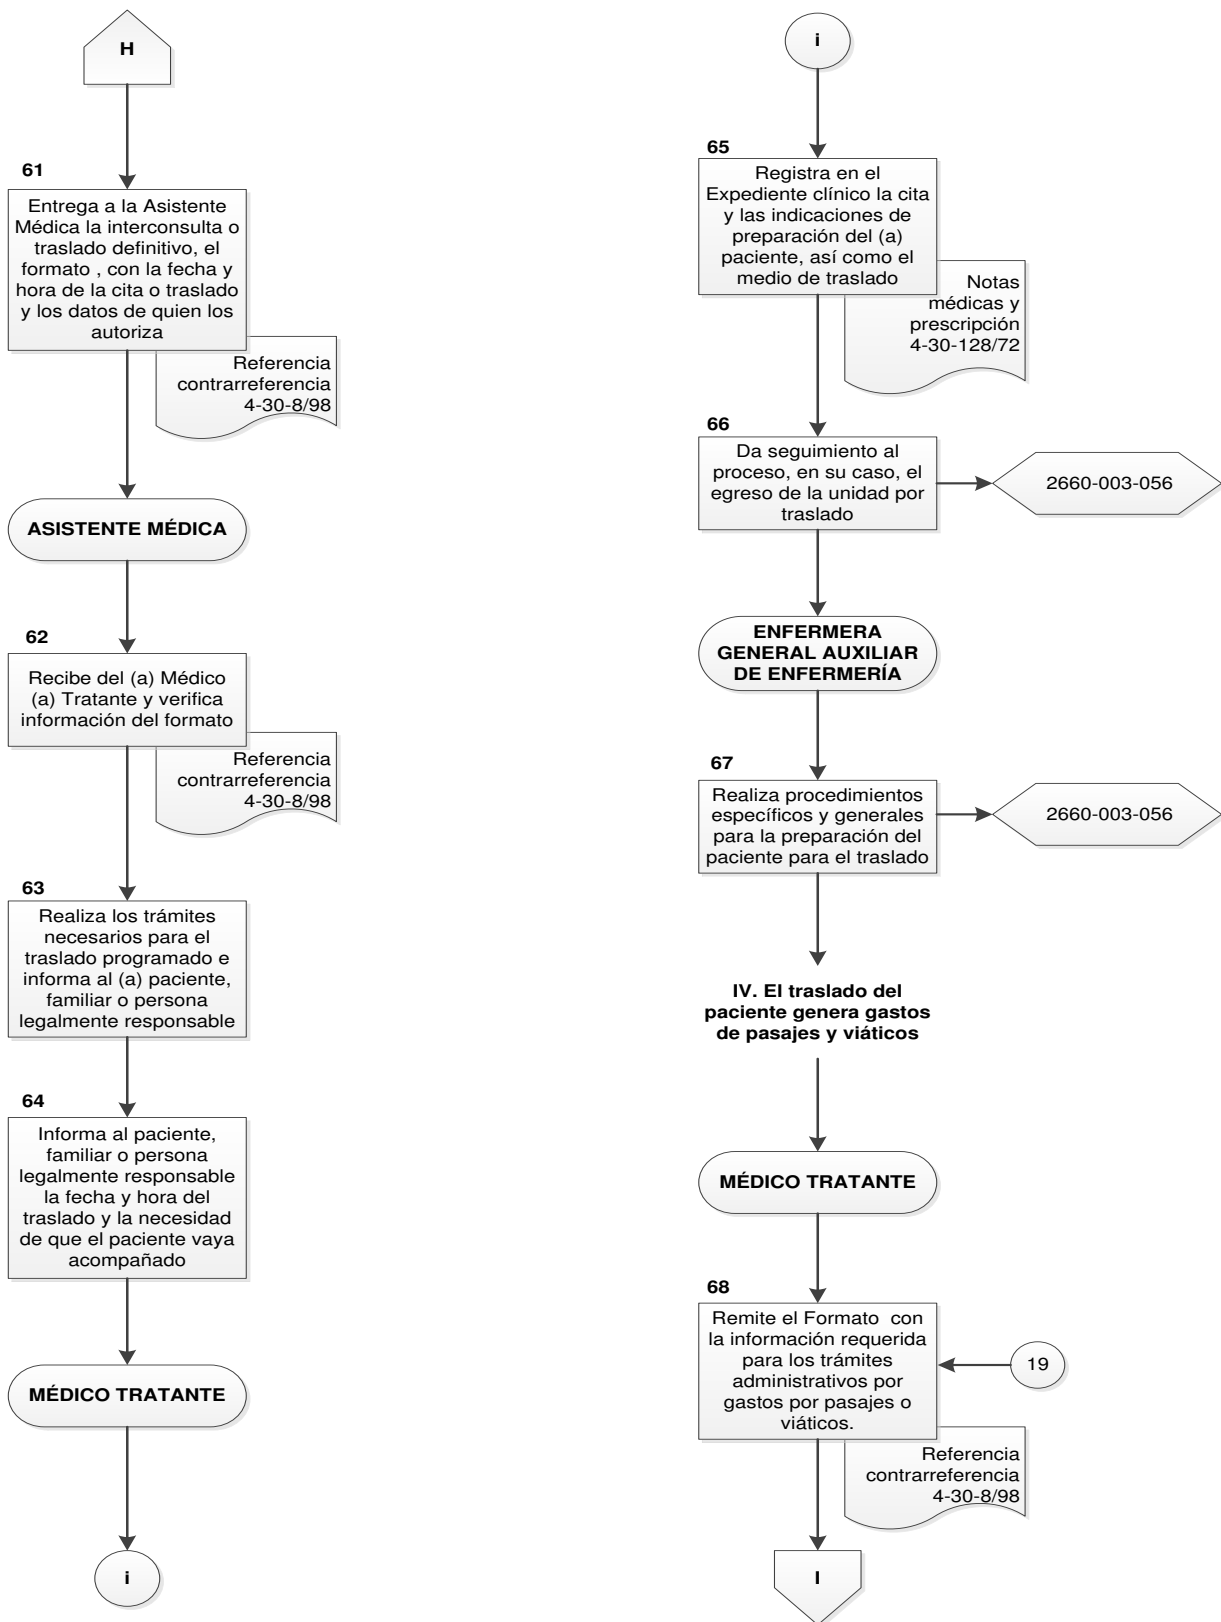 H
61
Entrega a la Asistente
Médica la interconsulta o
traslado definitivo, el
formato , con la fecha y
hora de la cita o traslado
y los datos de quien los
autoriza
Referencia
contrarreferencia
4-30-8/98
ASISTENTE MÉDICA
62
Recibe del (a) Médico
(a) Tratante y verifica
información del formato
Referencia
contrarreferencia
4-30-8/98
63
Realiza los trámites
necesarios para el
traslado programado e
informa al (a) paciente,
familiar o persona
legalmente responsable
64
Informa al paciente,
familiar o persona
legalmente responsable
la fecha y hora del
traslado y la necesidad
de que el paciente vaya
acompañado
MÉDICO TRATANTE
i
i
65
Registra en el
Expediente clínico la cita
y las indicaciones de
preparación del (a)
paciente, así como el
medio de traslado
Notas
médicas y
prescripción
4-30-128/72
66
Da seguimiento al
proceso, en su caso, el
egreso de la unidad por
traslado
2660-003-056
ENFERMERA
GENERAL AUXILIAR
DE ENFERMERÍA
67
Realiza procedimientos
específicos y generales
para la preparación del
paciente para el traslado
2660-003-056
IV. El traslado del
paciente genera gastos
de pasajes y viáticos
MÉDICO TRATANTE
68
Remite el Formato con
la información requerida
para los trámites
administrativos por
gastos por pasajes o
viáticos.
19
Referencia
contrarreferencia
4-30-8/98
I